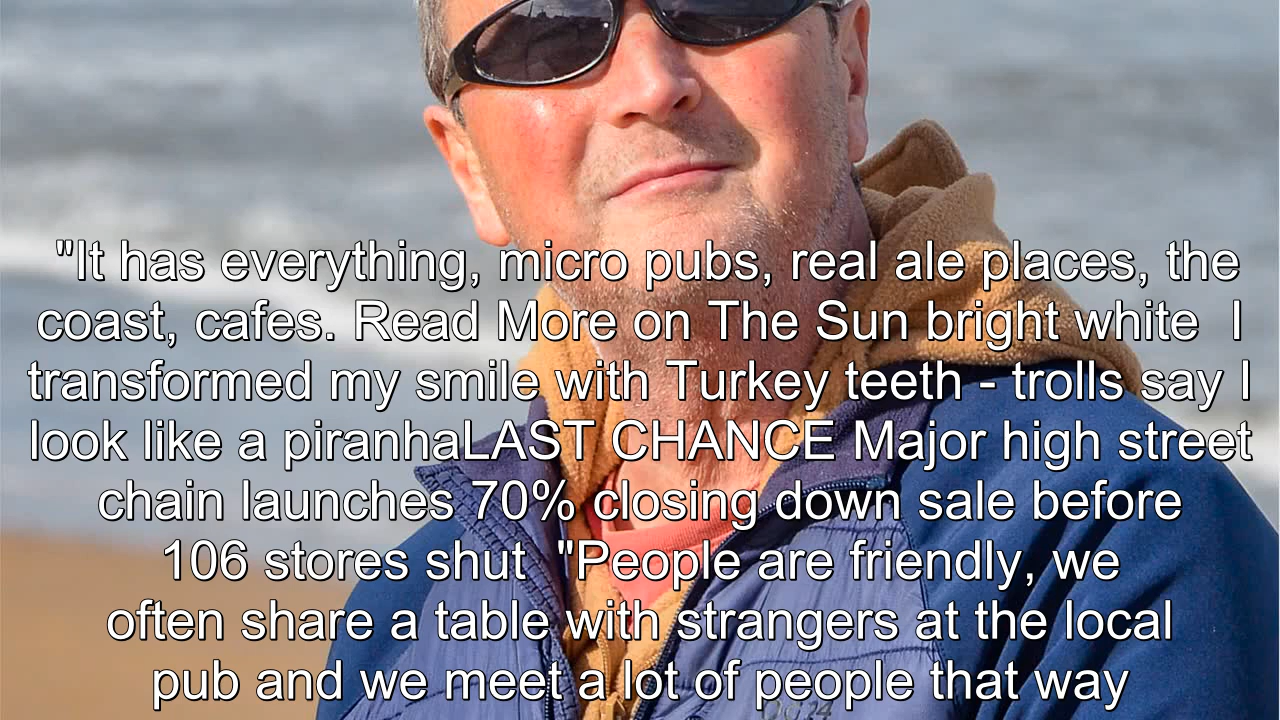 "It has everything, micro pubs, real ale places, the
coast, cafes. Read More on The Sun bright white  I
transformed my smile with Turkey teeth - trolls say I
look like a piranhaLAST CHANCE Major high street
chain launches 70% closing down sale before
106 stores shut  "People are friendly, we
often share a table with strangers at the local
pub and we meet a lot of people that way